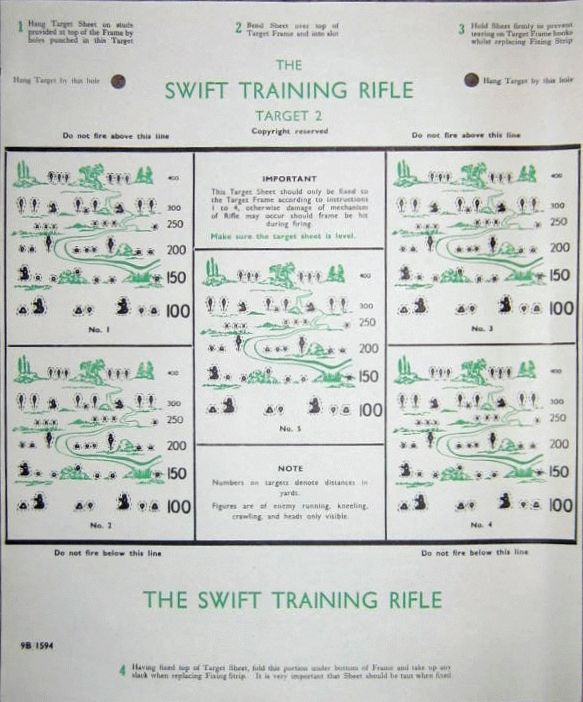 1 Hang Target Sheet on studs
provided at top of the Frame by
holes punched in this Target
2 Bend Sheet over top of
Target Frame and into slot
3 Hold Sheet firmly to prevent
tearing on Target Frame hooks
whilst replacing Fixing Strip
Hang Target by this hole
Hang Target by this hole
THE
SWIFT TRAINING RIFLE
TARGET 2
Copyright reserved
Do not fire above this line
Do not fire above this line
400
300
250
200
150
100
No. 1
IMPORTANT
This Target Sheet should only be fixed to
the Target Frame according to instructions
1 to 4, otherwise damage of mechanism
of Rifle may occur should frame be hit
during firing.
Make sure the target sheet is level.
400
300
250
200
150
100
No. 3
400
300
250
200
150
100
No. 5
400
300
250
200
150
100
No. 2
NOTE
Numbers on targets denote distances in
yards.
Figures are of enemy running, kneeling,
crawling, and heads only visible.
400
300
250
200
150
100
No. 4
Do not fire below this line
Do not fire below this line
THE SWIFT TRAINING RIFLE
9B 1594
4 Having fixed top of Target Sheet, fold this portion under bottom of Frame and take up any
slack when replacing Fixing Strip. It is very important that Sheet should be taut when fixed